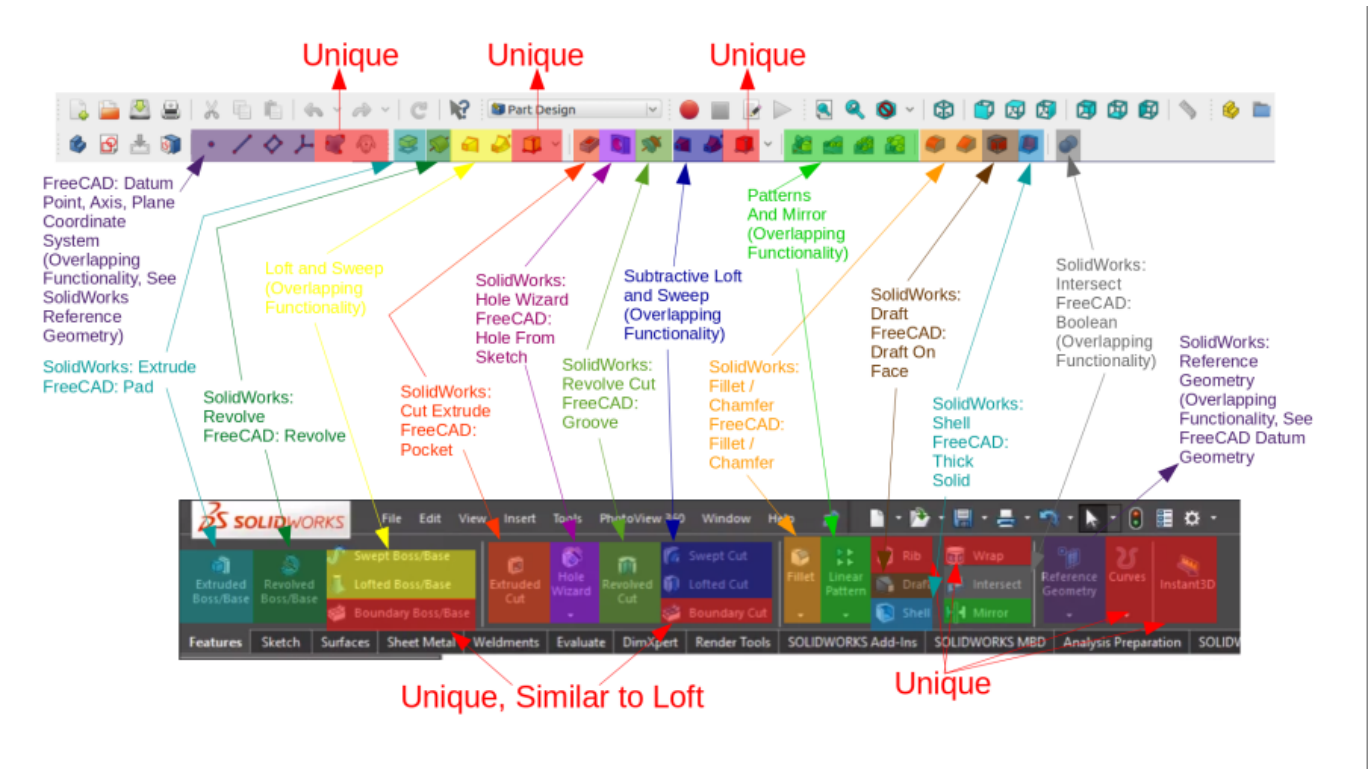 Unique
Unique
Unique
Part Design
FreeCAD: Datum
Point, Axis, Plane
Coordinate
System
(Overlapping
Functionality, See
SolidWorks
Reference
Geometry)
SolidWorks: Extrude
FreeCAD: Pad
SolidWorks:
Revolve
FreeCAD: Revolve
Loft and Sweep
(Overlapping
Functionality)
SolidWorks:
Cut Extrude
FreeCAD:
Pocket
SolidWorks:
Hole Wizard
FreeCAD:
Hole From
Sketch
SolidWorks:
Revolve Cut
FreeCAD:
Groove
Subtractive Loft
and Sweep
(Overlapping
Functionality)
SolidWorks:
Fillet /
Chamfer
FreeCAD:
Fillet /
Chamfer
Patterns
And Mirror
(Overlapping
Functionality)
SolidWorks:
Draft
FreeCAD:
Draft On
Face
SolidWorks:
Shell
FreeCAD:
Thick
Solid
SolidWorks:
Intersect
FreeCAD:
Boolean
(Overlapping
Functionality)
SolidWorks:
Reference
Geometry
(Overlapping
Functionality, See
FreeCAD Datum
Geometry
SOLIDWORKS
File Edit View Insert Tools PhotoView 360 Window Help
Extruded
Boss/Base
Revolved
Boss/Base
Swept Boss/Base
Lofted Boss/Base
Boundary Boss/Base
Extruded
Cut
Hole
Wizard
Revolved
Cut
Swept Cut
Lofted Cut
Boundary Cut
Fillet
Linear
Pattern
Rib
Draft
Shell
Wrap
Intersect
Mirror
Reference
Geometry
Curves
Instant3D
Features Sketch Surfaces Sheet Metal Weldments Evaluate DimXpert Render Tools SOLIDWORKS Add-Ins SOLIDWORKS MBD Analysis Preparation SOLIDW
Unique, Similar to Loft
Unique